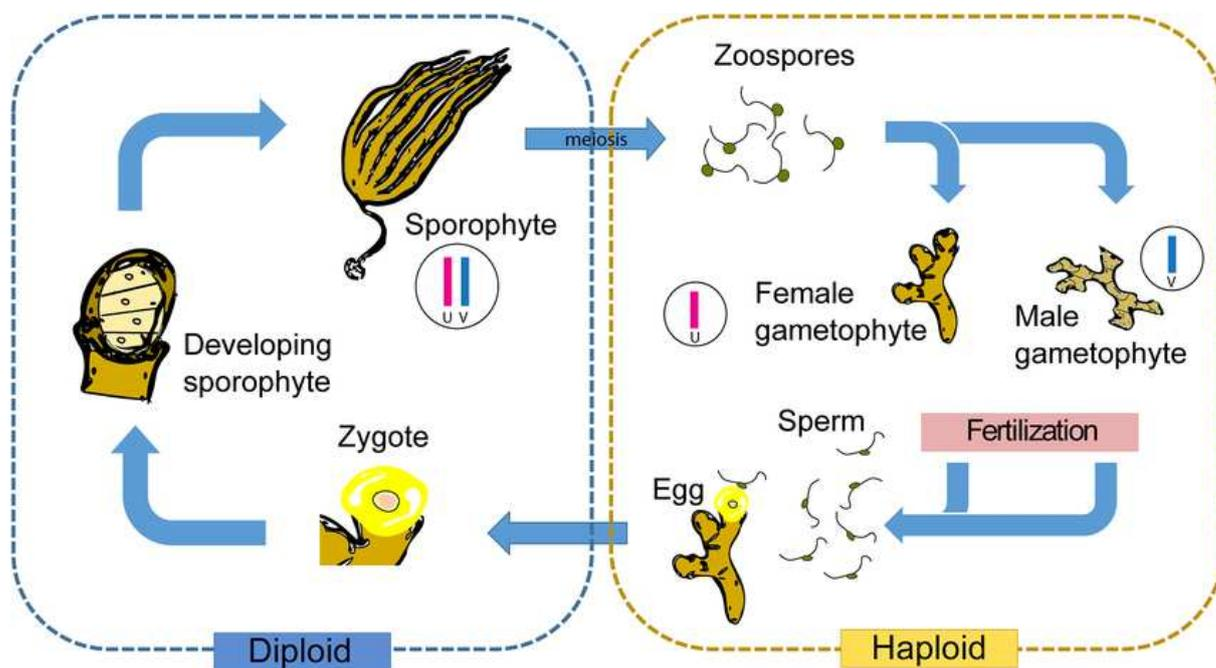 Zoospores
meiosis
Sporophyte
U V
Developing
sporophyte
Zygote
Diploid
Female
gametophyte
U
Male
gametophyte
V
Sperm
Fertilization
Egg
Haploid